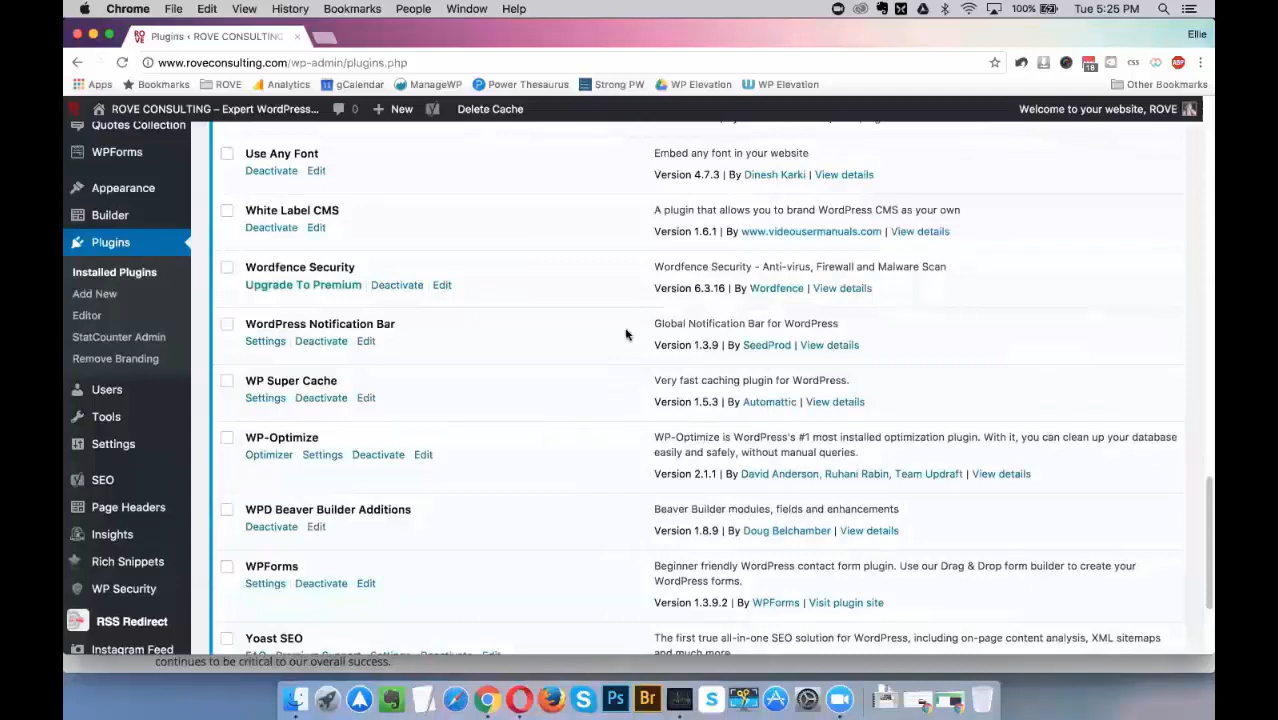 Chrome File Edit View History Bookmarks People Window Help 100% Tue 5:25 PM
Plugins ‹ ROVE CONSULTING Ellie
www.roveconsulting.com/wp-admin/plugins.php 18 CSS ABP
Apps Bookmarks ROVE Analytics gCalendar ManageWP Power Thesaurus Strong PW WP Elevation WP Elevation Other Bookmarks
ROVE CONSULTING – Expert WordPress... 0 New Delete Cache Welcome to your website, ROVE
Quotes Collection
WPForms
Appearance
Builder
Plugins
Installed Plugins
Add New
Editor
StatCounter Admin
Remove Branding
Users
Tools
Settings
SEO
Page Headers
Insights
Rich Snippets
WP Security
RSS Redirect
Instagram Feed
Use Any Font
Deactivate Edit
Embed any font in your website
Version 4.7.3 | By Dinesh Karki | View details
White Label CMS
Deactivate Edit
A plugin that allows you to brand WordPress CMS as your own
Version 1.6.1 | By www.videousermanuals.com | View details
Wordfence Security
Upgrade To Premium | Deactivate | Edit
Wordfence Security - Anti-virus, Firewall and Malware Scan
Version 6.3.16 | By Wordfence | View details
WordPress Notification Bar
Settings | Deactivate | Edit
Global Notification Bar for WordPress
Version 1.3.9 | By SeedProd | View details
WP Super Cache
Settings | Deactivate | Edit
Very fast caching plugin for WordPress.
Version 1.5.3 | By Automattic | View details
WP-Optimize
Optimizer | Settings | Deactivate | Edit
WP-Optimize is WordPress's #1 most installed optimization plugin. With it, you can clean up your database
easily and safely, without manual queries.
Version 2.1.1 | By David Anderson, Ruhani Rabin, Team Updraft | View details
WPD Beaver Builder Additions
Deactivate | Edit
Beaver Builder modules, fields and enhancements
Version 1.8.9 | By Doug Belchamber | View details
WPForms
Settings | Deactivate | Edit
Beginner friendly WordPress contact form plugin. Use our Drag & Drop form builder to create your
WordPress forms.
Version 1.3.9.2 | By WPForms | Visit plugin site
Yoast SEO
FAQ Premium Support Settings Deactivate Edit
The first true all-in-one SEO solution for WordPress, including on-page content analysis, XML sitemaps
and much more.
continues to be critical to our overall success.
Ps Br